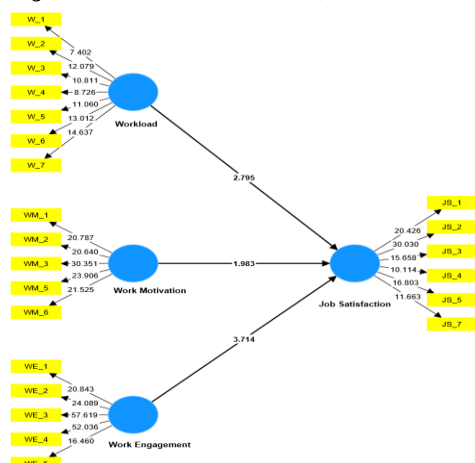 W_1
W_2
W_3
W_4
W_5
W_6
W_7
7.402
12.079
10.811
8.726
11.060
13.012
14.637
Workload
2.795
WM_1
WM_2
WM_3
WM_5
WM_6
20.787
20.640
30.351
23.906
21.525
Work Motivation
1.983
JS_1
JS_2
JS_3
JS_4
JS_5
JS_7
20.426
30.030
15.658
10.114
16.803
11.663
Job Satisfaction
3.714
WE_1
WE_2
WE_3
WE_4
20.843
24.089
57.619
52.036
16.460
Work Engagement